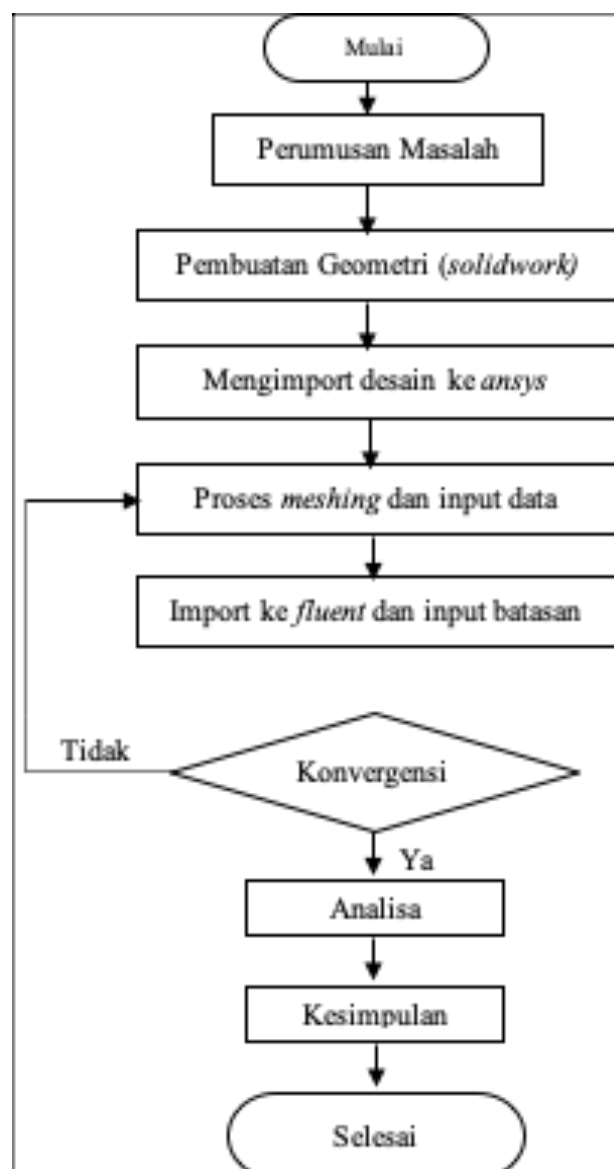 Mulai
Perumusan Masalah
Pembuatan Geometri (solidwork)
Mengimport desain ke ansys
Proses meshing dan input data
Import ke fluent dan input batasan
Tidak
Konvergensi
Ya
Analisa
Kesimpulan
Selesai